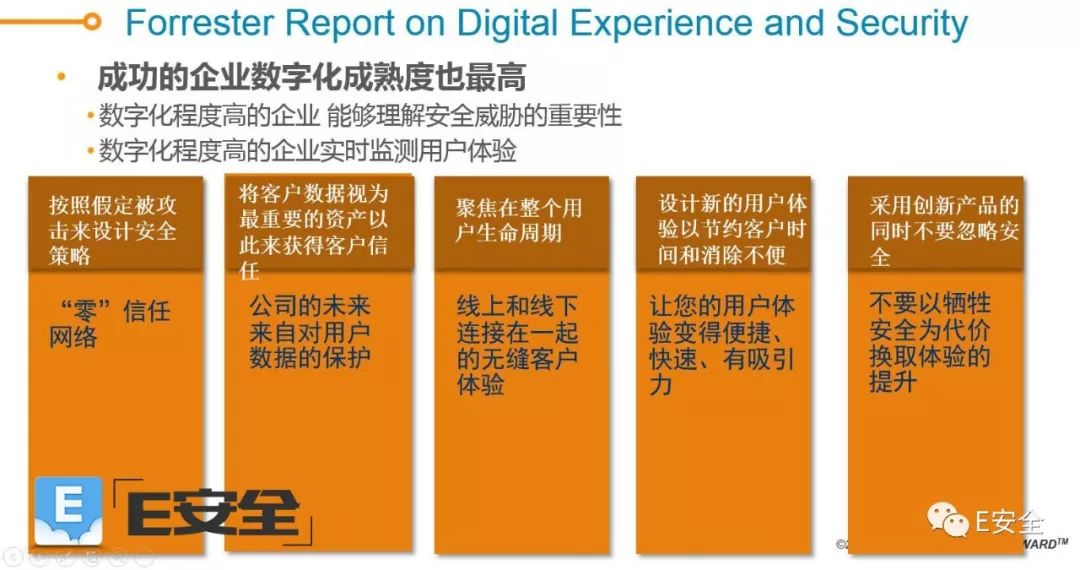 Forrester Report on Digital Experience and Security
成功的企业数字化成熟度也最高
数字化程度高的企业 能够理解安全威胁的重要性
数字化程度高的企业实时监测用户体验
按照假定被攻
击来设计安全
策略
“零”信任
网络
将客户数据视为
最重要的资产以
此来获得客户信
任
公司的未来
来自对用户
数据的保护
聚焦在整个用
户生命周期
线上和线下
连接在一起
的无缝客户
体验
设计新的用户体
验以节约客户时
间和消除不便
让您的用户体
验变得便捷、
快速、有吸引
力
采用创新产品的
同时不要忽略安
全
不要以牺牲
安全为代价
换取体验的
提升
E
E安全
E安全
WARD™